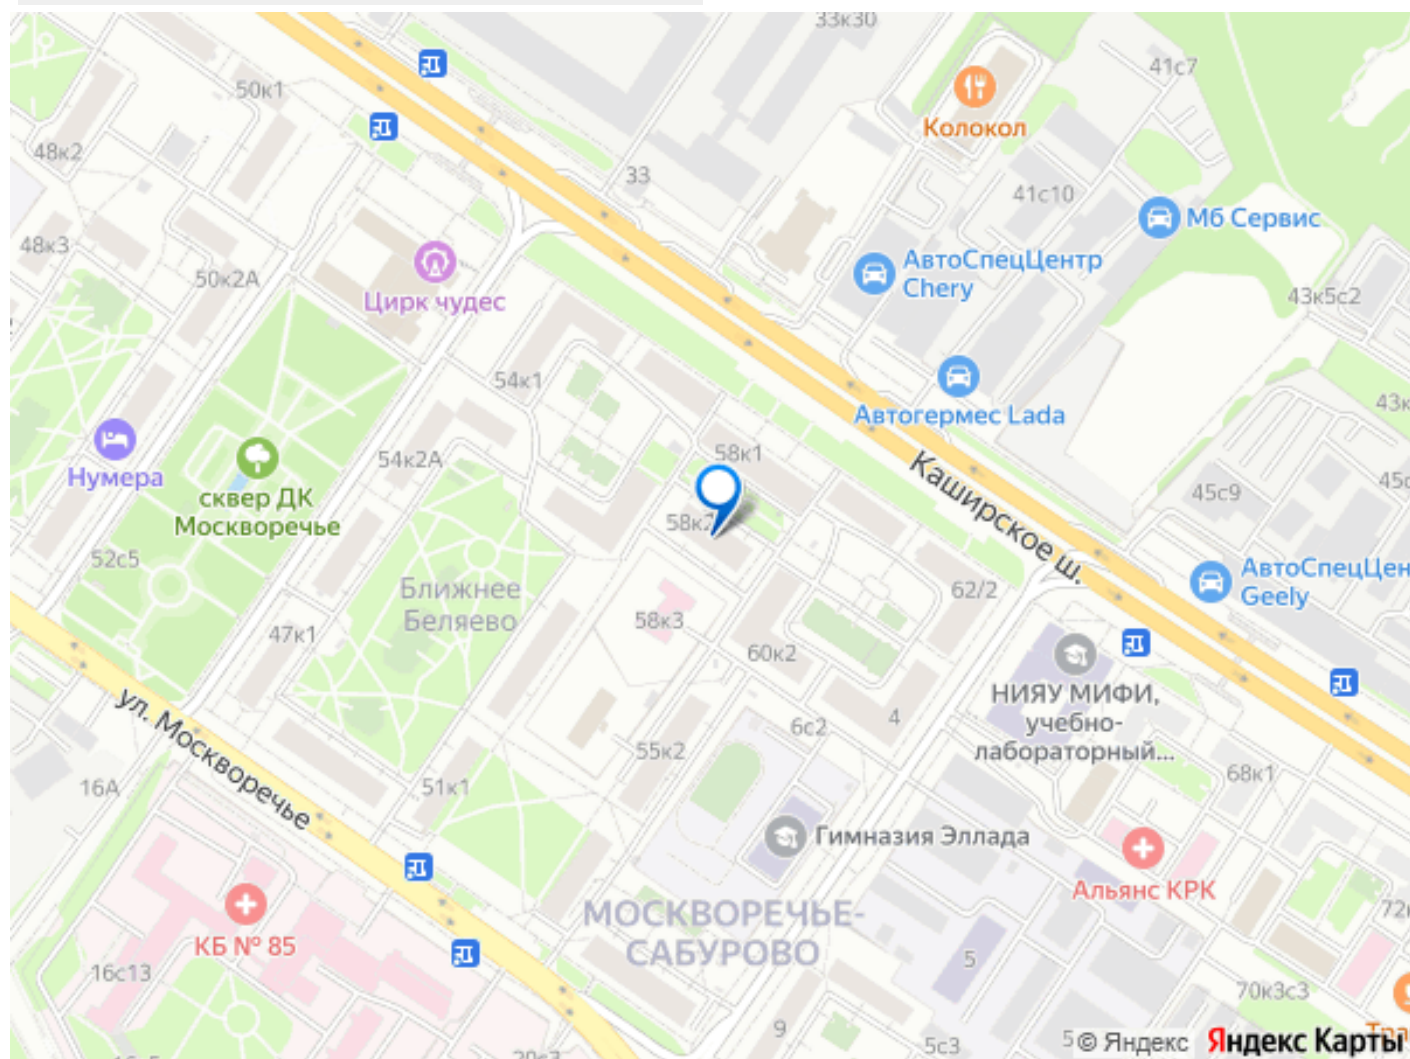 33к30
50к1
41с7
Колокол
48к2
33
41с10
Мб Сервис
48к3
50к2А
Цирк чудес
АвтоСпецЦентр
Chery
43к5с2
54к1
Автогермес Lada
Нумера
54к2А
58к1
Каширское ш.
45с9
сквер ДК
Москворечье
58к2
52с5
Ближнее
Беляево
62/2
Geely
58к3
47к1
60к2
НИЯУ МИФИ,
учебно-
лабораторный...
ул. Москворечье
6с2
4
55к2
68к1
16А
51к1
Гимназия Эллада
Альянс КРК
МОСКВОРЕЧЬЕ-
САБУРОВО
КБ № 85
16с13
5
70к3с3
9
5с3
© Яндекс Яндекс Карты